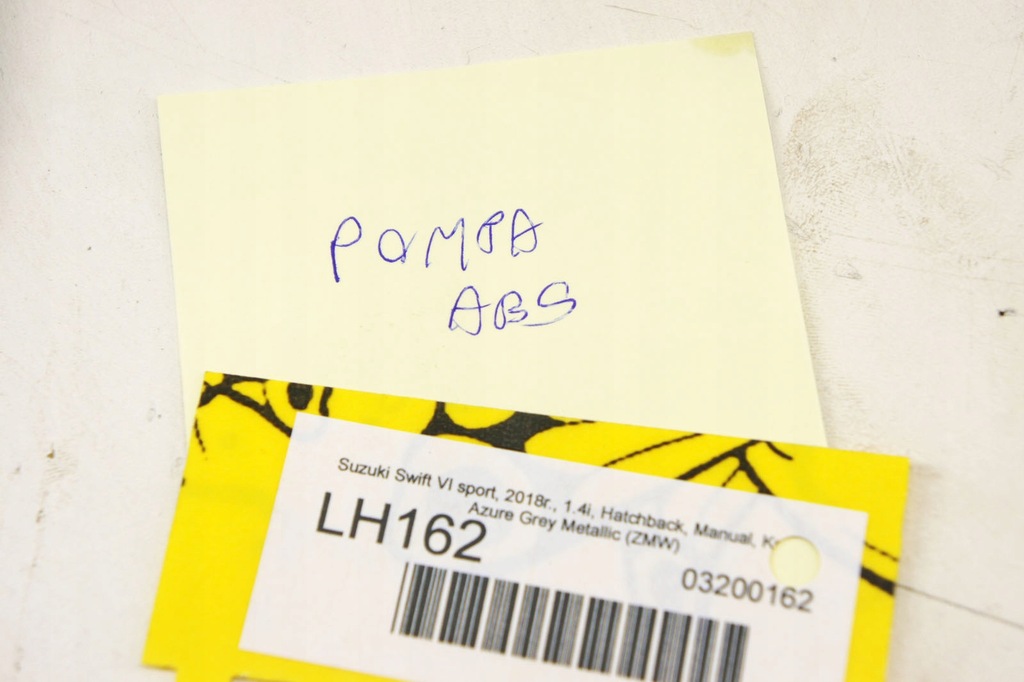 POMPA
ABS
Suzuki Swift VI sport, 2018r., 1.4i, Hatchback, Manual,
Azure Grey Metallic (ZMW)
LH162
03200162